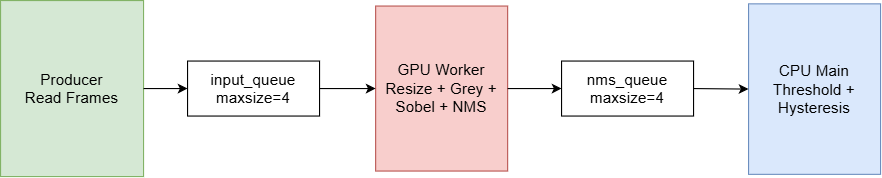 Producer
Read Frames
input_queue
maxsize=4
GPU Worker
Resize + Grey +
Sobel + NMS
nms_queue
maxsize=4
CPU Main
Threshold +
Hysteresis